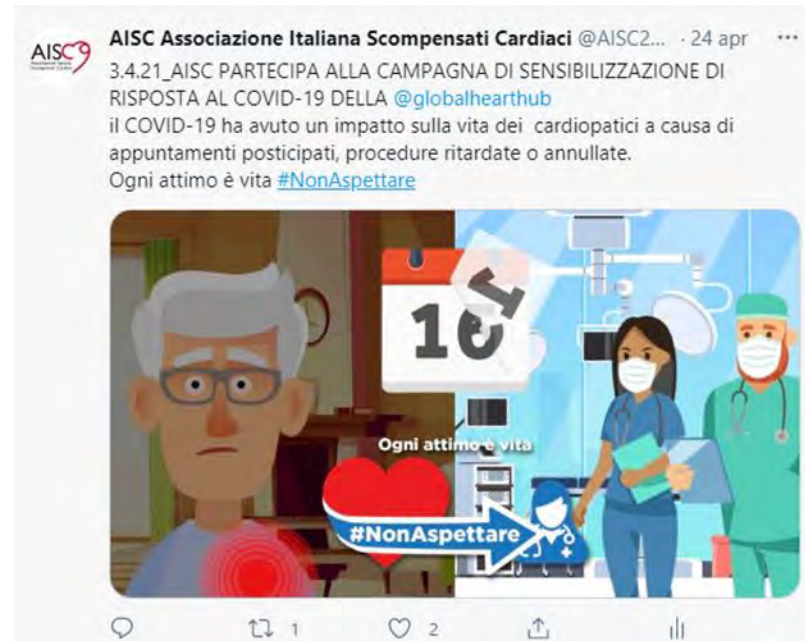 AISC
AISC Associazione Italiana Scompensati Cardiaci @AISC2... · 24 apr
3.4.21_AISC PARTECIPA ALLA CAMPAGNA DI SENSIBILIZZAZIONE DI
RISPOSTA AL COVID-19 DELLA @globalhearthub
il COVID-19 ha avuto un impatto sulla vita dei cardiopatici a causa di
appuntamenti posticipati, procedure ritardate o annullate.
Ogni attimo è vita #NonAspettare
16
Ogni attimo è vita
#NonAspettare
1
2